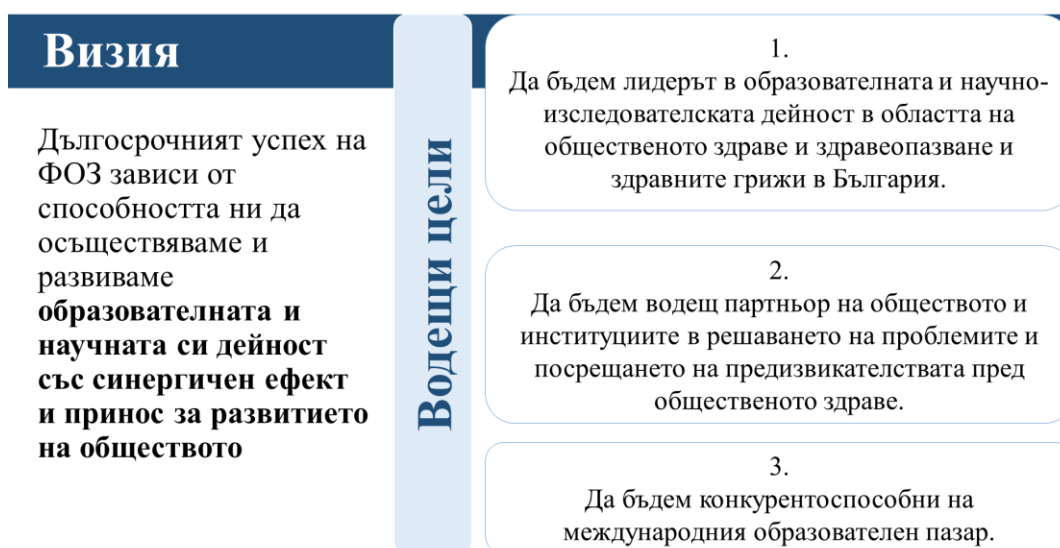 Визия
Дългосрочният успех на
ФОЗ зависи от
способността ни да
осъществяваме и
развиваме
образователната и
научната си дейност
със синергичен ефект
и принос за развитието
на обществото
Водещи цели
1.
Да бъдем лидерът в образователната и научно-
изследователската дейност в областта на
общественото здраве и здравеопазване и
здравните грижи в България.
2.
Да бъдем водещ партньор на обществото и
институциите в решаването на проблемите и
посрещането на предизвикателствата пред
общественото здраве.
3.
Да бъдем конкурентоспособни на
международния образователен пазар.